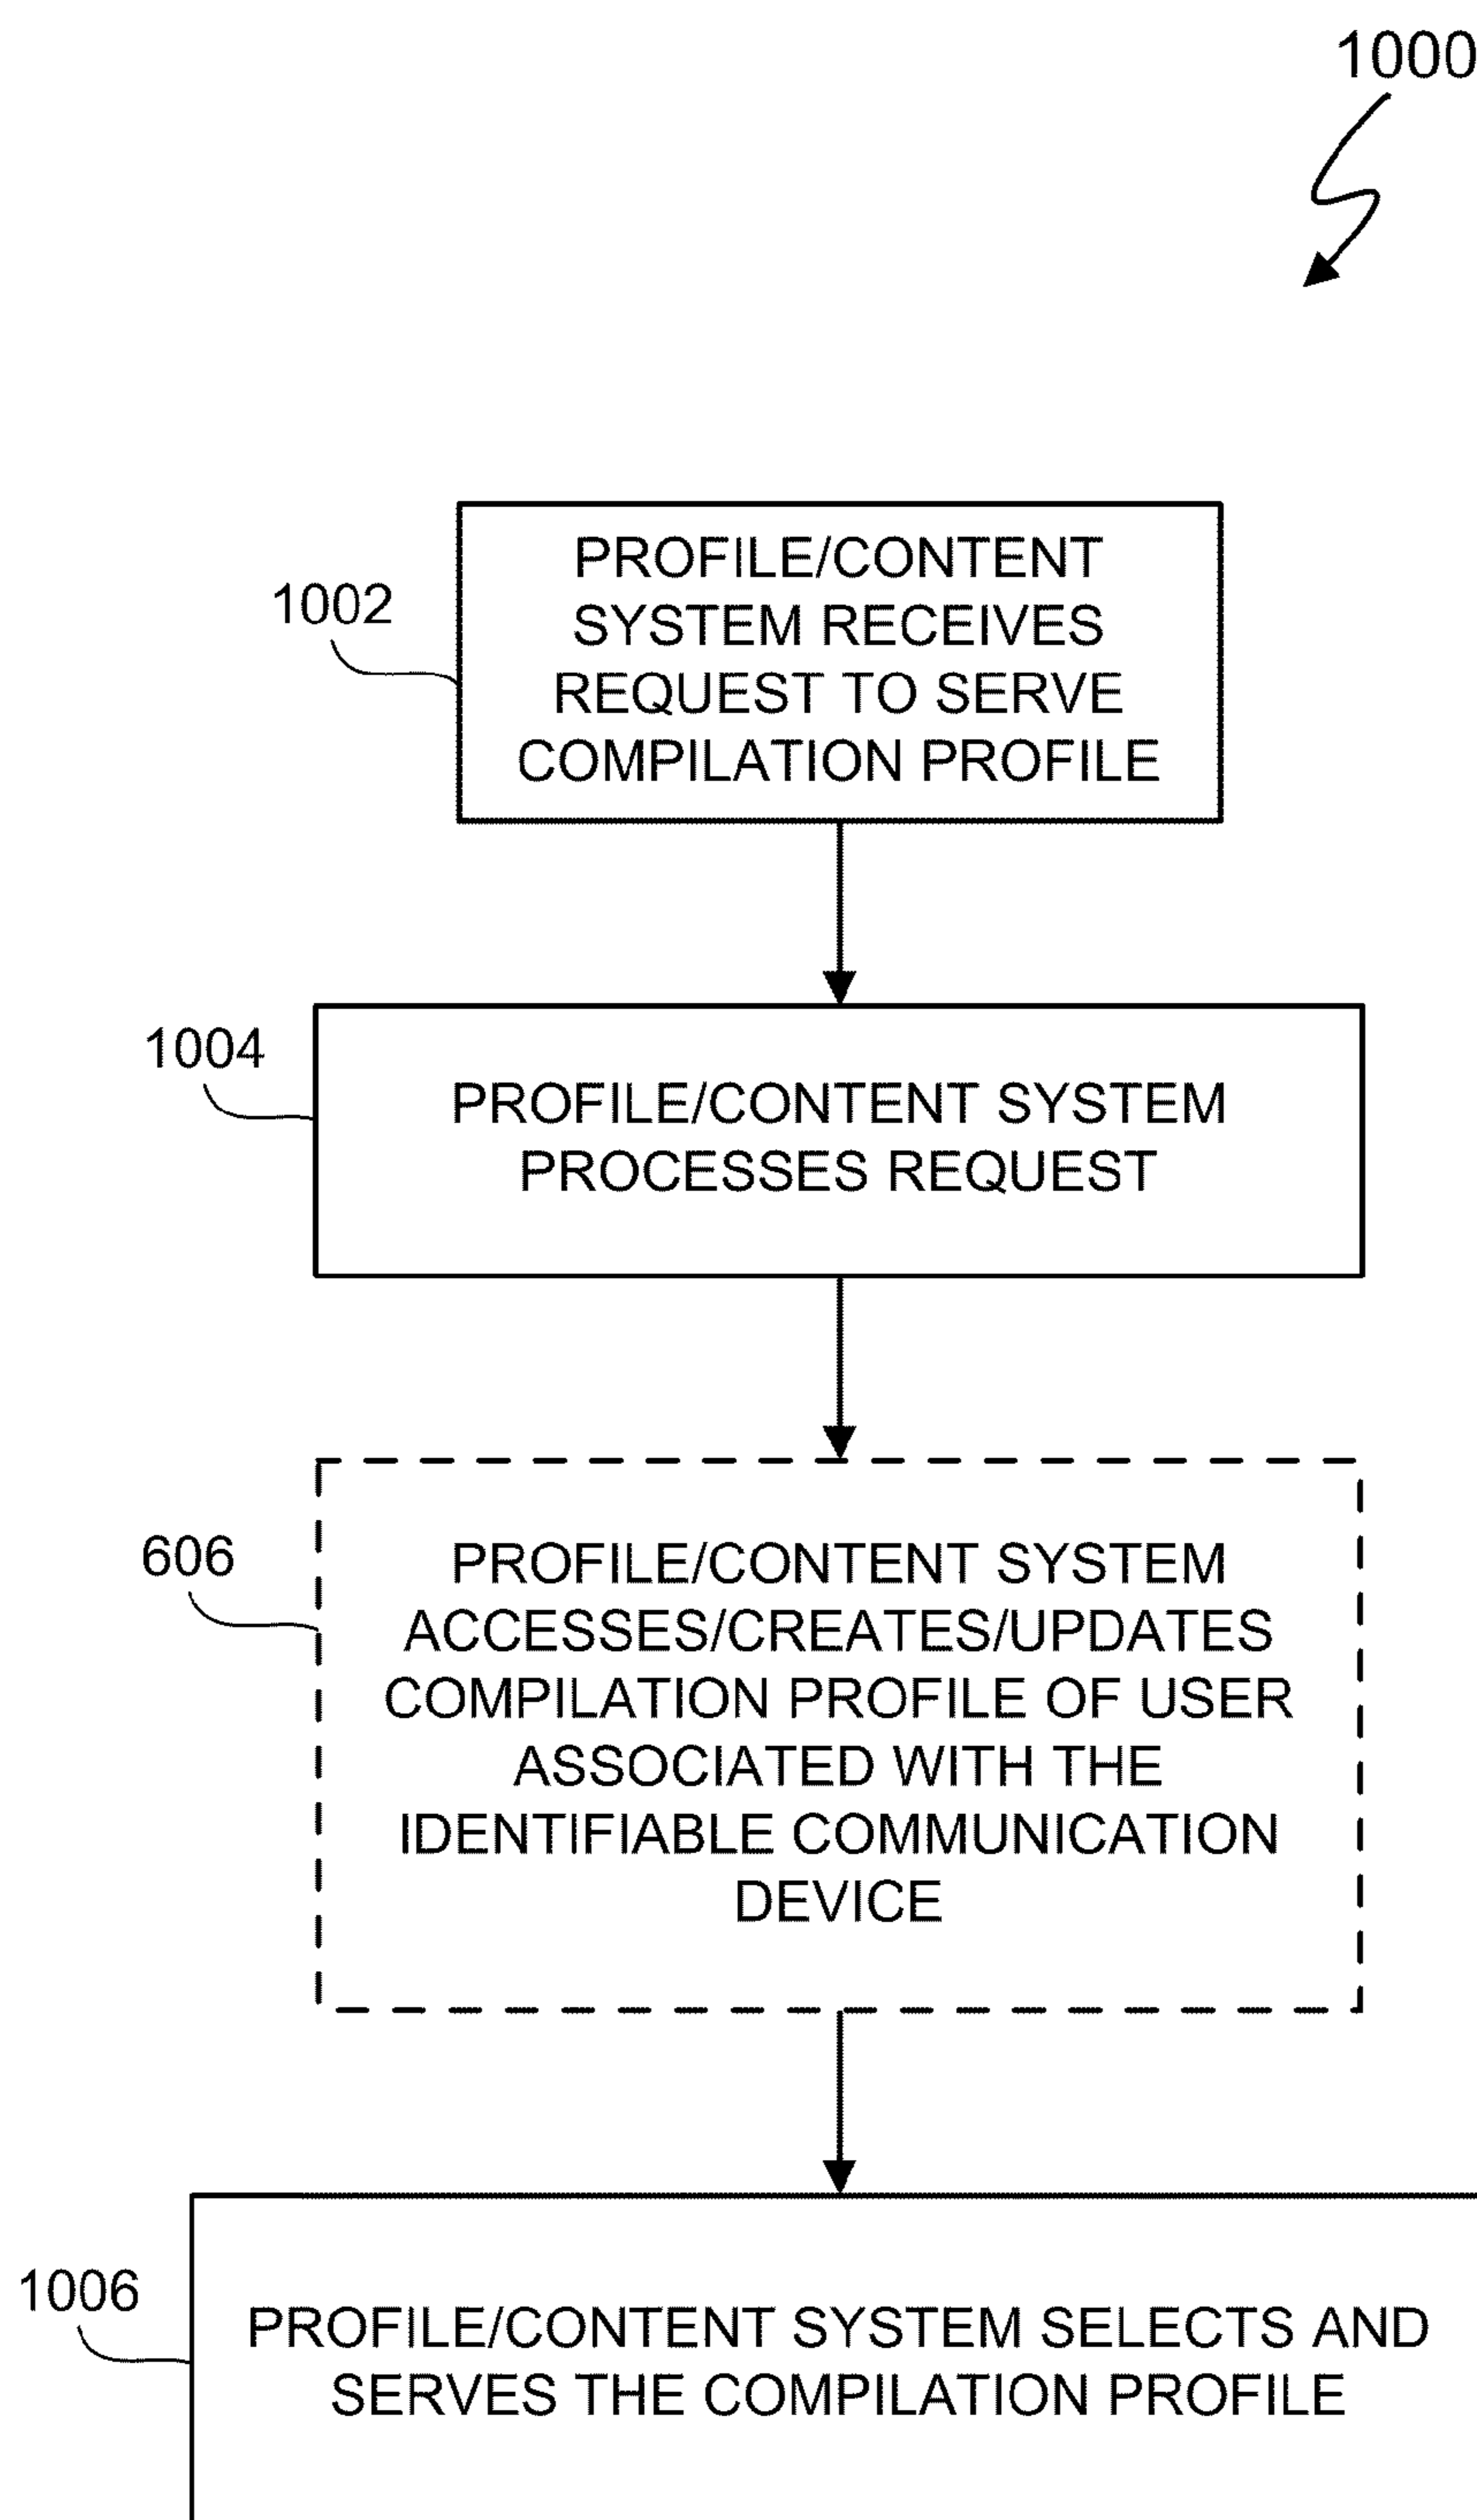 1000
1002
PROFILE/CONTENT
SYSTEM RECEIVES
REQUEST TO SERVE
COMPILATION PROFILE
1004
PROFILE/CONTENT SYSTEM
PROCESSES REQUEST
606
PROFILE/CONTENT SYSTEM
ACCESSES/CREATES/UPDATES
COMPILATION PROFILE OF USER
ASSOCIATED WITH THE
IDENTIFIABLE COMMUNICATION
DEVICE
1006
PROFILE/CONTENT SYSTEM SELECTS AND
SERVES THE COMPILATION PROFILE